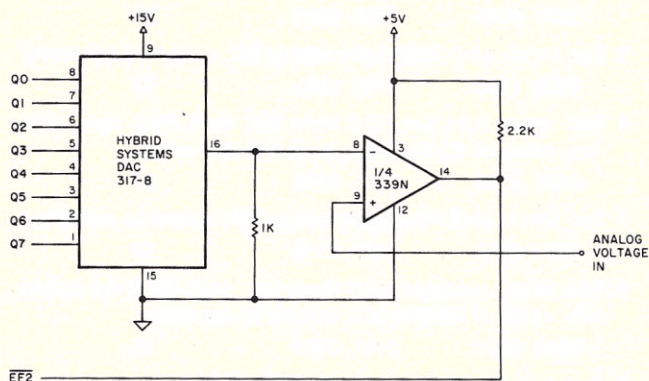 +15V
+5V
9
Q0 8
Q1 7
Q2 6
Q3 5
Q4 4
Q5 3
Q6 2
Q7 1
HYBRID
SYSTEMS
DAC
317-8
16
15
1K
8 −
3
1/4
339N
9 +
12
14
2.2K
ANALOG
VOLTAGE
IN
EF2